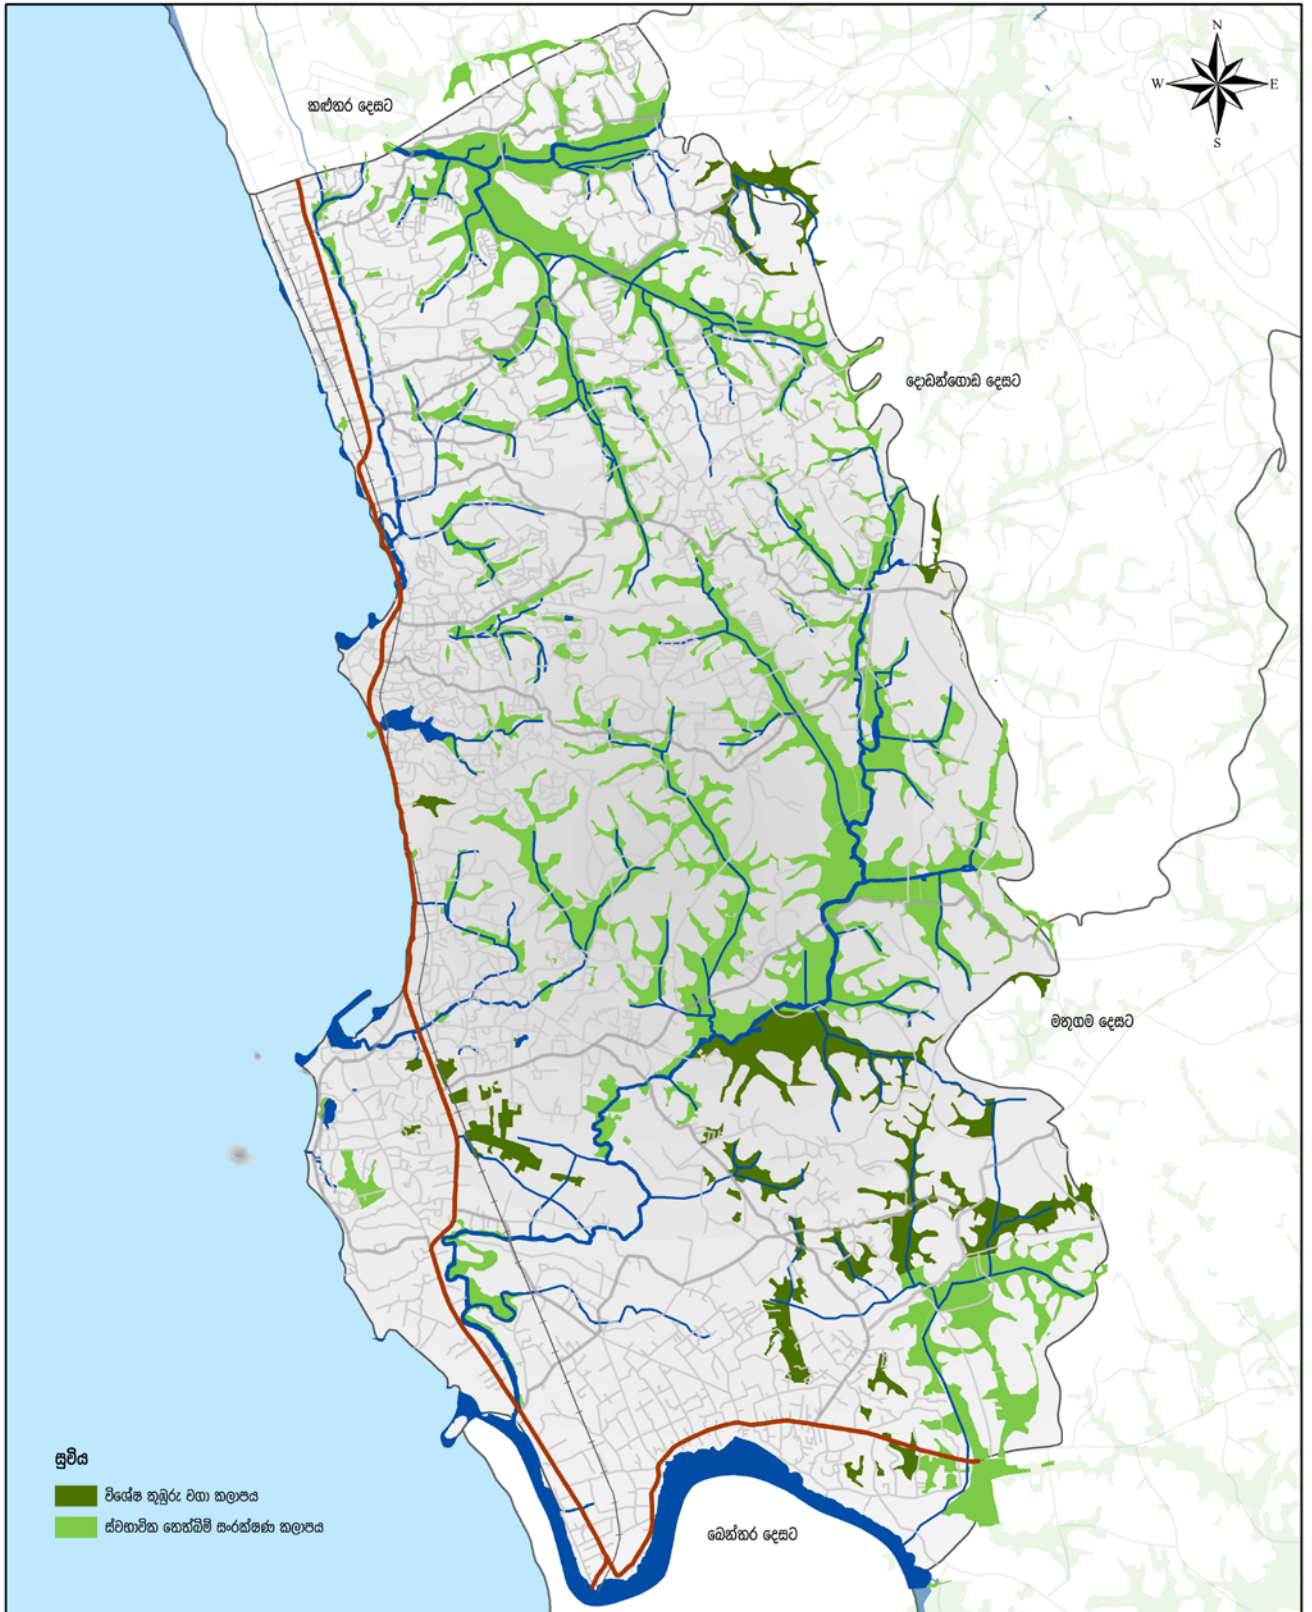 N
W E
S
කළුතර දෙසට
දොඩන්ගොඩ දෙසට
මතුගම දෙසට
සූචිය
විශේෂ කුඹුරු වගා කලාපය
ස්වභාවික තෙත්බිම් සංරක්ෂණ කලාපය
බෙන්තර දෙසට